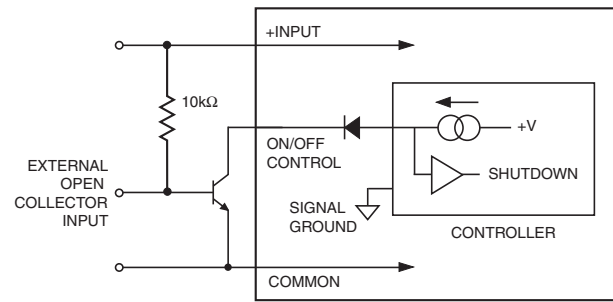 +INPUT
10kΩ
+V
ON/OFF
CONTROL
EXTERNAL
OPEN
COLLECTOR
INPUT
SHUTDOWN
SIGNAL
GROUND
CONTROLLER
COMMON